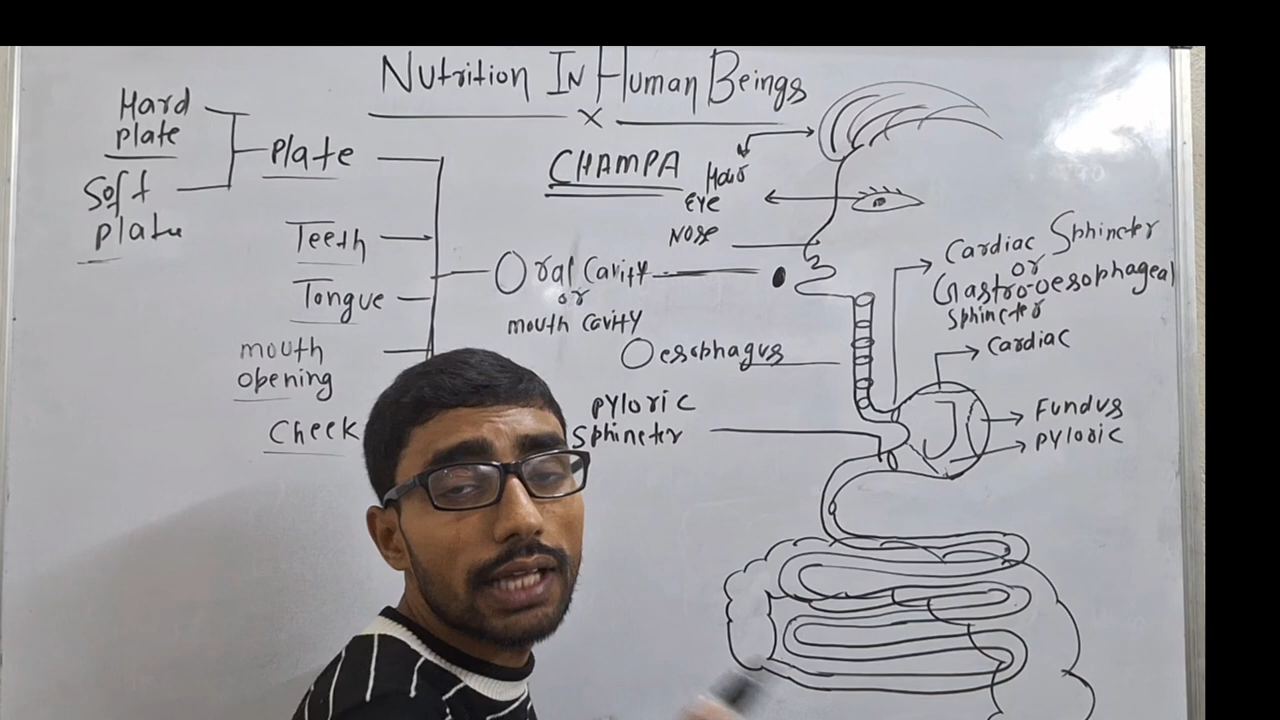 Nutrition In Human Beings
x
Hard
plate
Plate
Soft
plate
CHAMPA
Hair
EYE
Nose
Teeth
Oral Cavity
or
mouth cavity
Tongue
mouth
opening
Cheek
Oesophagus
Pyloric
Sphincter
Cardiac Sphincter
or
Gastro-oesophageal
sphincter
Cardiac
Fundus
Pyloric